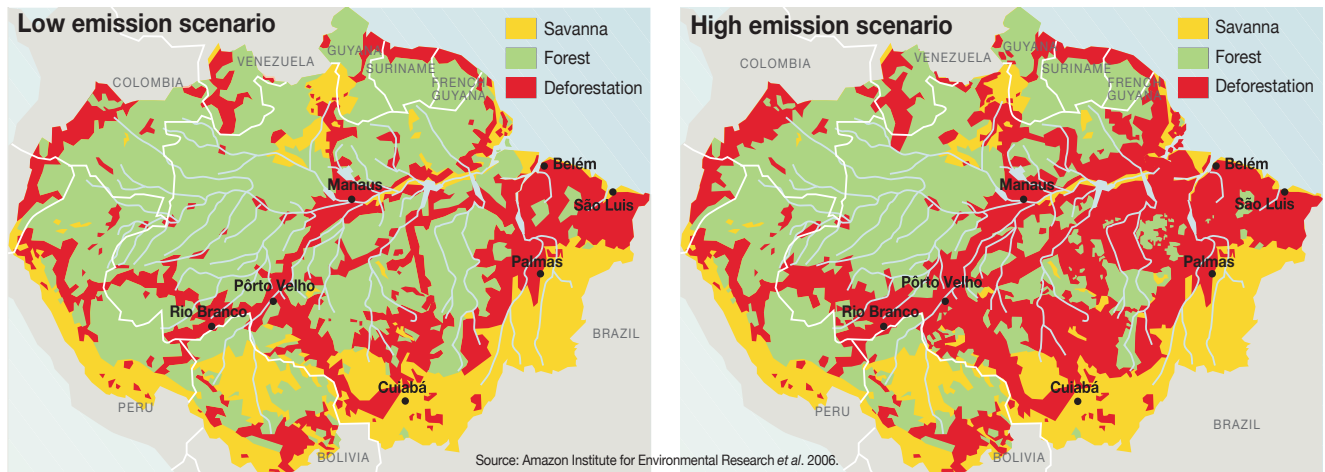 Low emission scenario
Savanna
Forest
Deforestation
COLOMBIA
VENEZUELA
GUYANA
SURINAME
FRENCH
GUYANA
Belém
São Luis
Manaus
Palmas
Pôrto Velho
Rio Branco
BRAZIL
Cuiabá
PERU
BOLIVIA
High emission scenario
Savanna
Forest
Deforestation
COLOMBIA
VENEZUELA
GUYANA
SURINAME
FRENCH
GUYANA
Belém
São Luis
Manaus
Palmas
Pôrto Velho
Rio Branco
Cuiabá
PERU
BRAZIL
BOLIVIA
Source: Amazon Institute for Environmental Research et al. 2006.